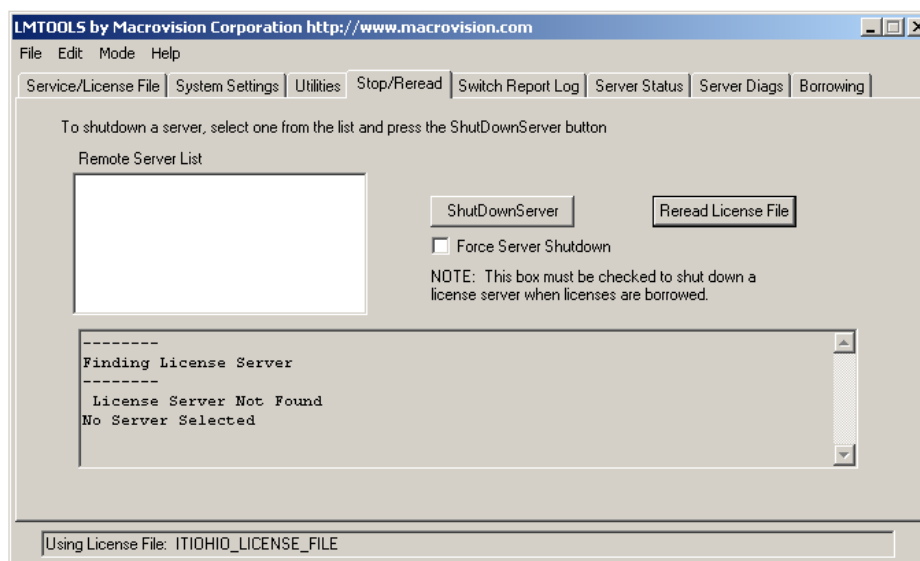 LMTOOLS by Macrovision Corporation http://www.macrovision.com
File Edit Mode Help
Service/License File System Settings Utilities Stop/Reread Switch Report Log Server Status Server Diags Borrowing
To shutdown a server, select one from the list and press the ShutDownServer button
Remote Server List
ShutDownServer Reread License File
Force Server Shutdown
NOTE: This box must be checked to shut down a
license server when licenses are borrowed.
--------
Finding License Server
--------
License Server Not Found
No Server Selected
Using License File: ITIOHIO_LICENSE_FILE